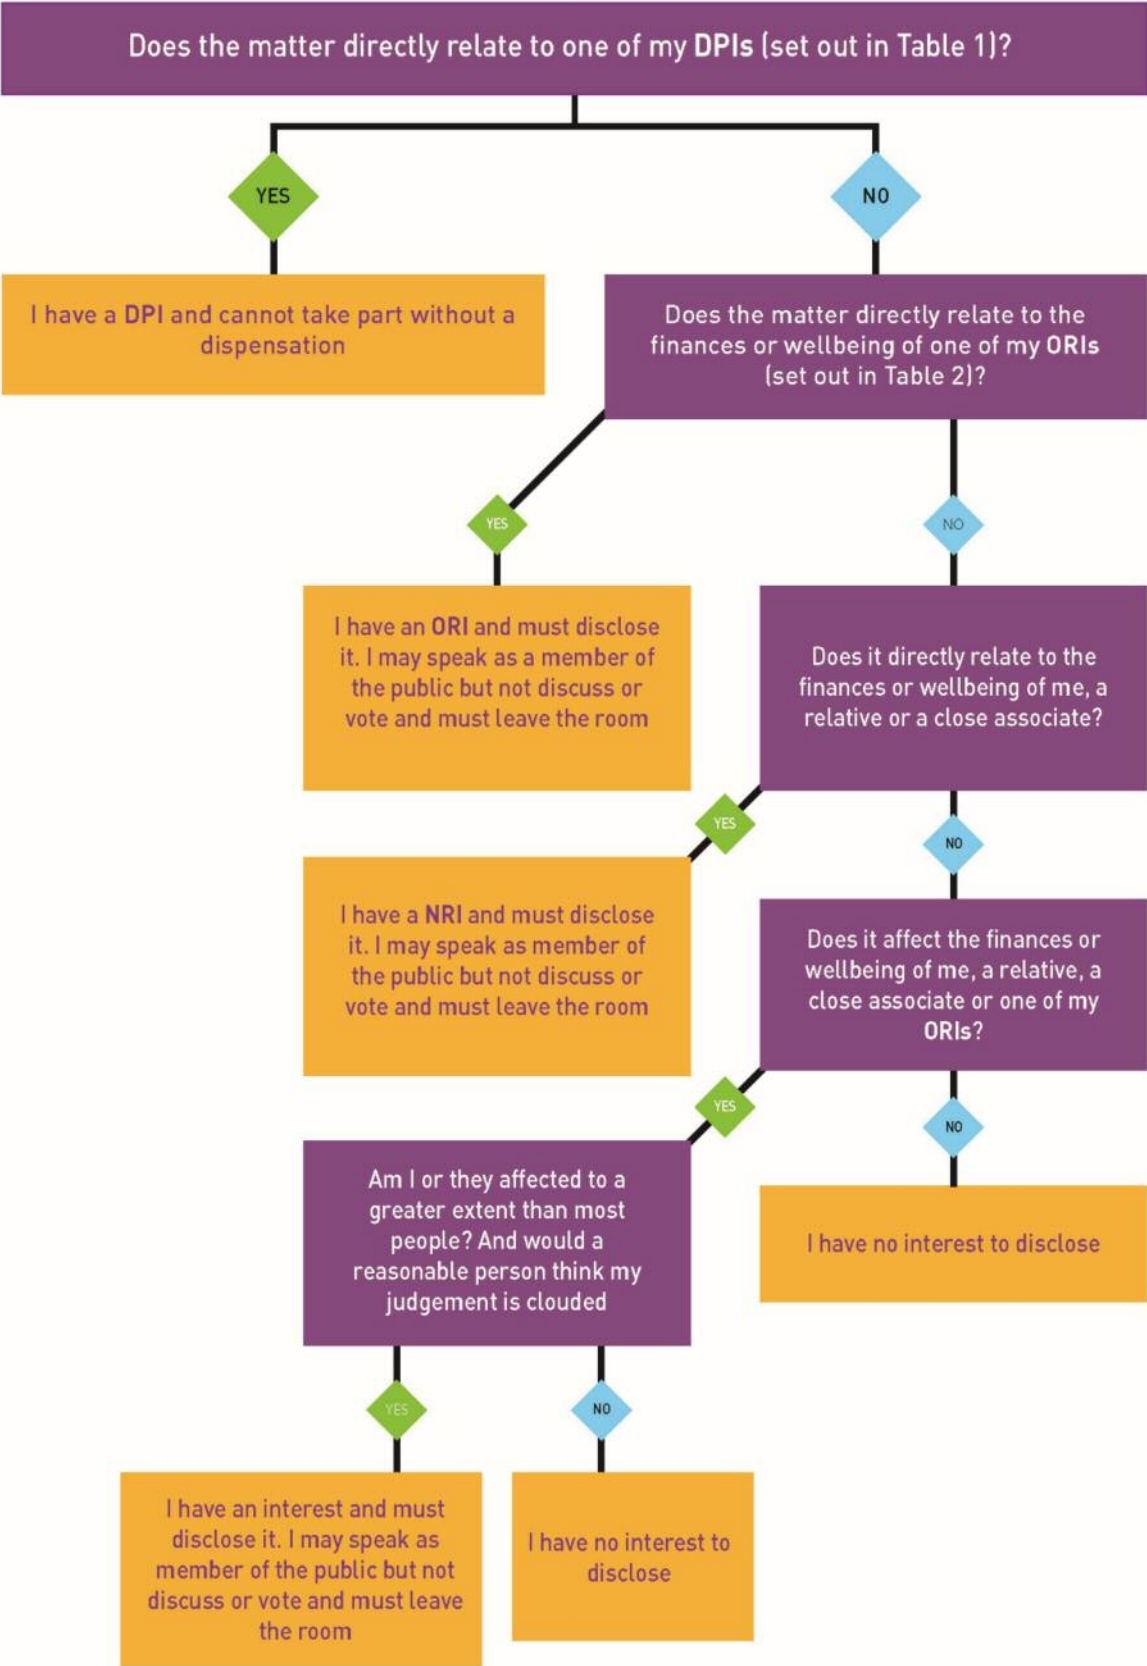 Does the matter directly relate to one of my DPIs (set out in Table 1)?
YES
NO
I have a DPI and cannot take part without a
dispensation
Does the matter directly relate to the
finances or wellbeing of one of my ORIs
(set out in Table 2)?
YES
NO
I have an ORI and must disclose
it. I may speak as a member of
the public but not discuss or
vote and must leave the room
Does it directly relate to the
finances or wellbeing of me, a
relative or a close associate?
YES
NO
I have a NRI and must disclose
it. I may speak as member of
the public but not discuss or
vote and must leave the room
Does it affect the finances or
wellbeing of me, a relative, a
close associate or one of my
ORIs?
YES
NO
Am I or they affected to a
greater extent than most
people? And would a
reasonable person think my
judgement is clouded
I have no interest to disclose
YES
NO
I have an interest and must
disclose it. I may speak as
member of the public but not
discuss or vote and must leave
the room
I have no interest to
disclose